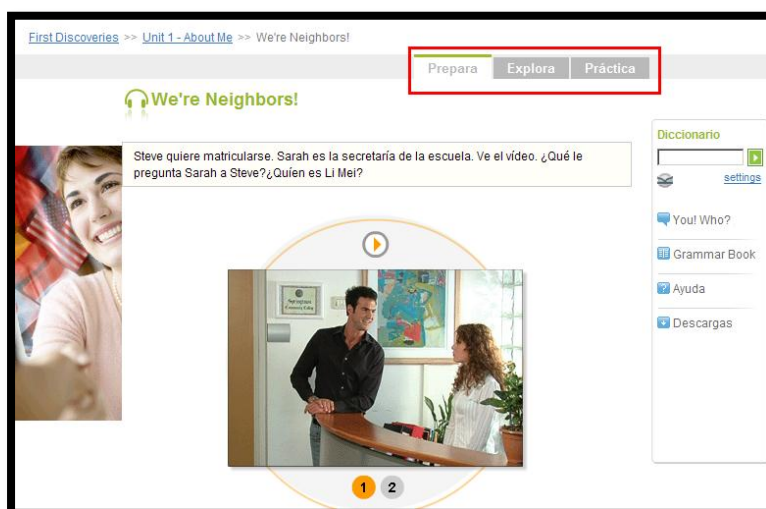 First Discoveries >> Unit 1 - About Me >> We're Neighbors!
Prepara Explora Práctica
We're Neighbors!
Steve quiere matricularse. Sarah es la secretaría de la escuela. Ve el vídeo. ¿Qué le
pregunta Sarah a Steve?¿Quíen es Li Mei?
Diccionario
settings
You! Who?
Grammar Book
Ayuda
Descargas
1 2